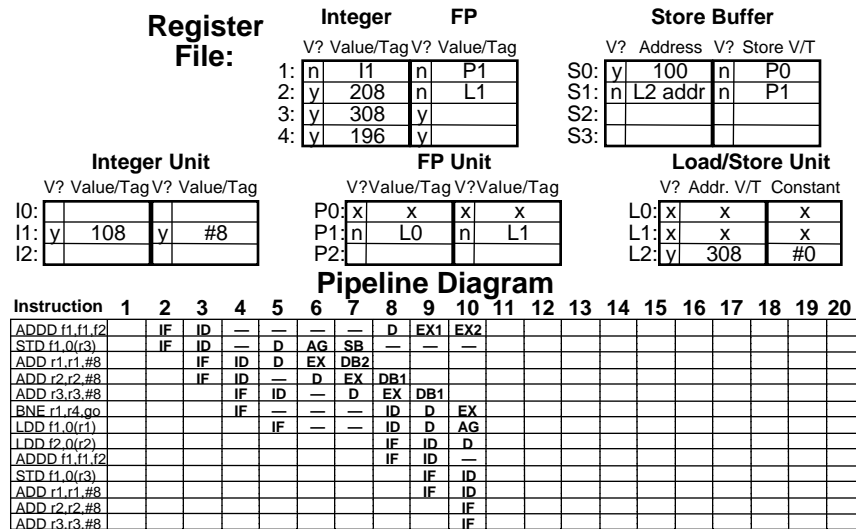 Register File:
Integer FP
V? Value/Tag V? Value/Tag
1: n I1 n P1
2: y 208 n L1
3: y 308 y
4: y 196 y
Store Buffer
V? Address V? Store V/T
S0: y 100 n P0
S1: n L2 addr n P1
S2:
S3:
Integer Unit
V? Value/Tag V? Value/Tag
I0:
I1: y 108 y #8
I2:
FP Unit
V?Value/Tag V?Value/Tag
P0: x x x x
P1: n L0 n L1
P2:
Load/Store Unit
V? Addr. V/T Constant
L0: x x x
L1: x x x
L2: y 308 #0
Pipeline Diagram
Instruction 1 2 3 4 5 6 7 8 9 10 11 12 13 14 15 16 17 18 19 20
ADDD f1,f1,f2 IF ID — — — — D EX1 EX2
STD f1,0(r3) IF ID — D AG SB — — —
ADD r1,r1,#8 IF ID D EX DB2
ADD r2,r2,#8 IF ID — D EX DB1
ADD r3,r3,#8 IF ID — D EX DB1
BNE r1,r4,go IF — — — ID D EX
LDD f1,0(r1) IF — — ID D AG
LDD f2,0(r2) IF ID D
ADDD f1,f1,f2 IF ID —
STD f1,0(r3) IF ID
ADD r1,r1,#8 IF ID
ADD r2,r2,#8 IF
ADD r3,r3,#8 IF